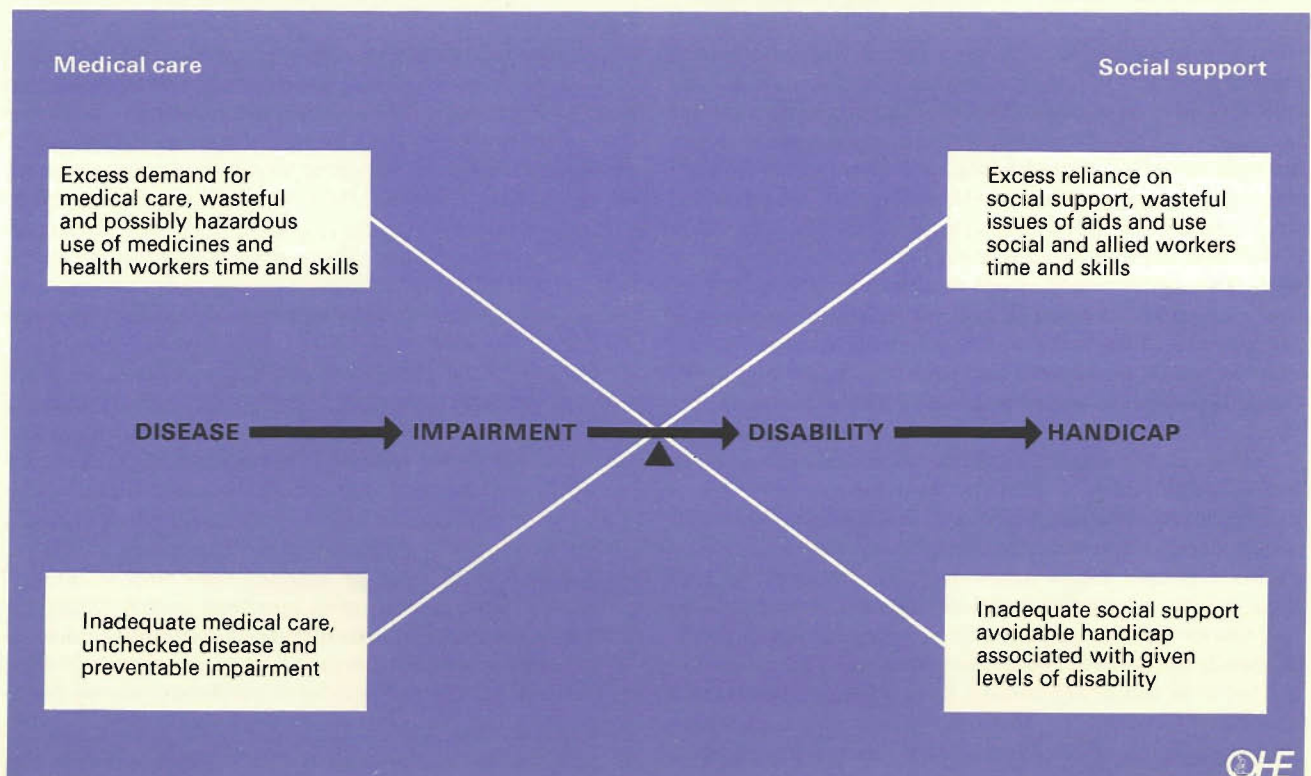 Medical care
Social support
Excess demand for
medical care, wasteful
and possibly hazardous
use of medicines and
health workers time and skills
Excess reliance on
social support, wasteful
issues of aids and use
social and allied workers
time and skills
DISEASE IMPAIRMENT DISABILITY HANDICAP
Inadequate medical care,
unchecked disease and
preventable impairment
Inadequate social support
avoidable handicap
associated with given
levels of disability
OHE